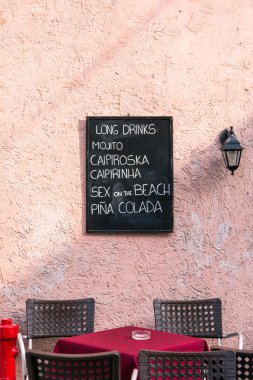 LONG DRINKS
MOJITO
CAIPIROSKA
CAIPIRINHA
SEX ON THE BEACH
PIÑA COLADA